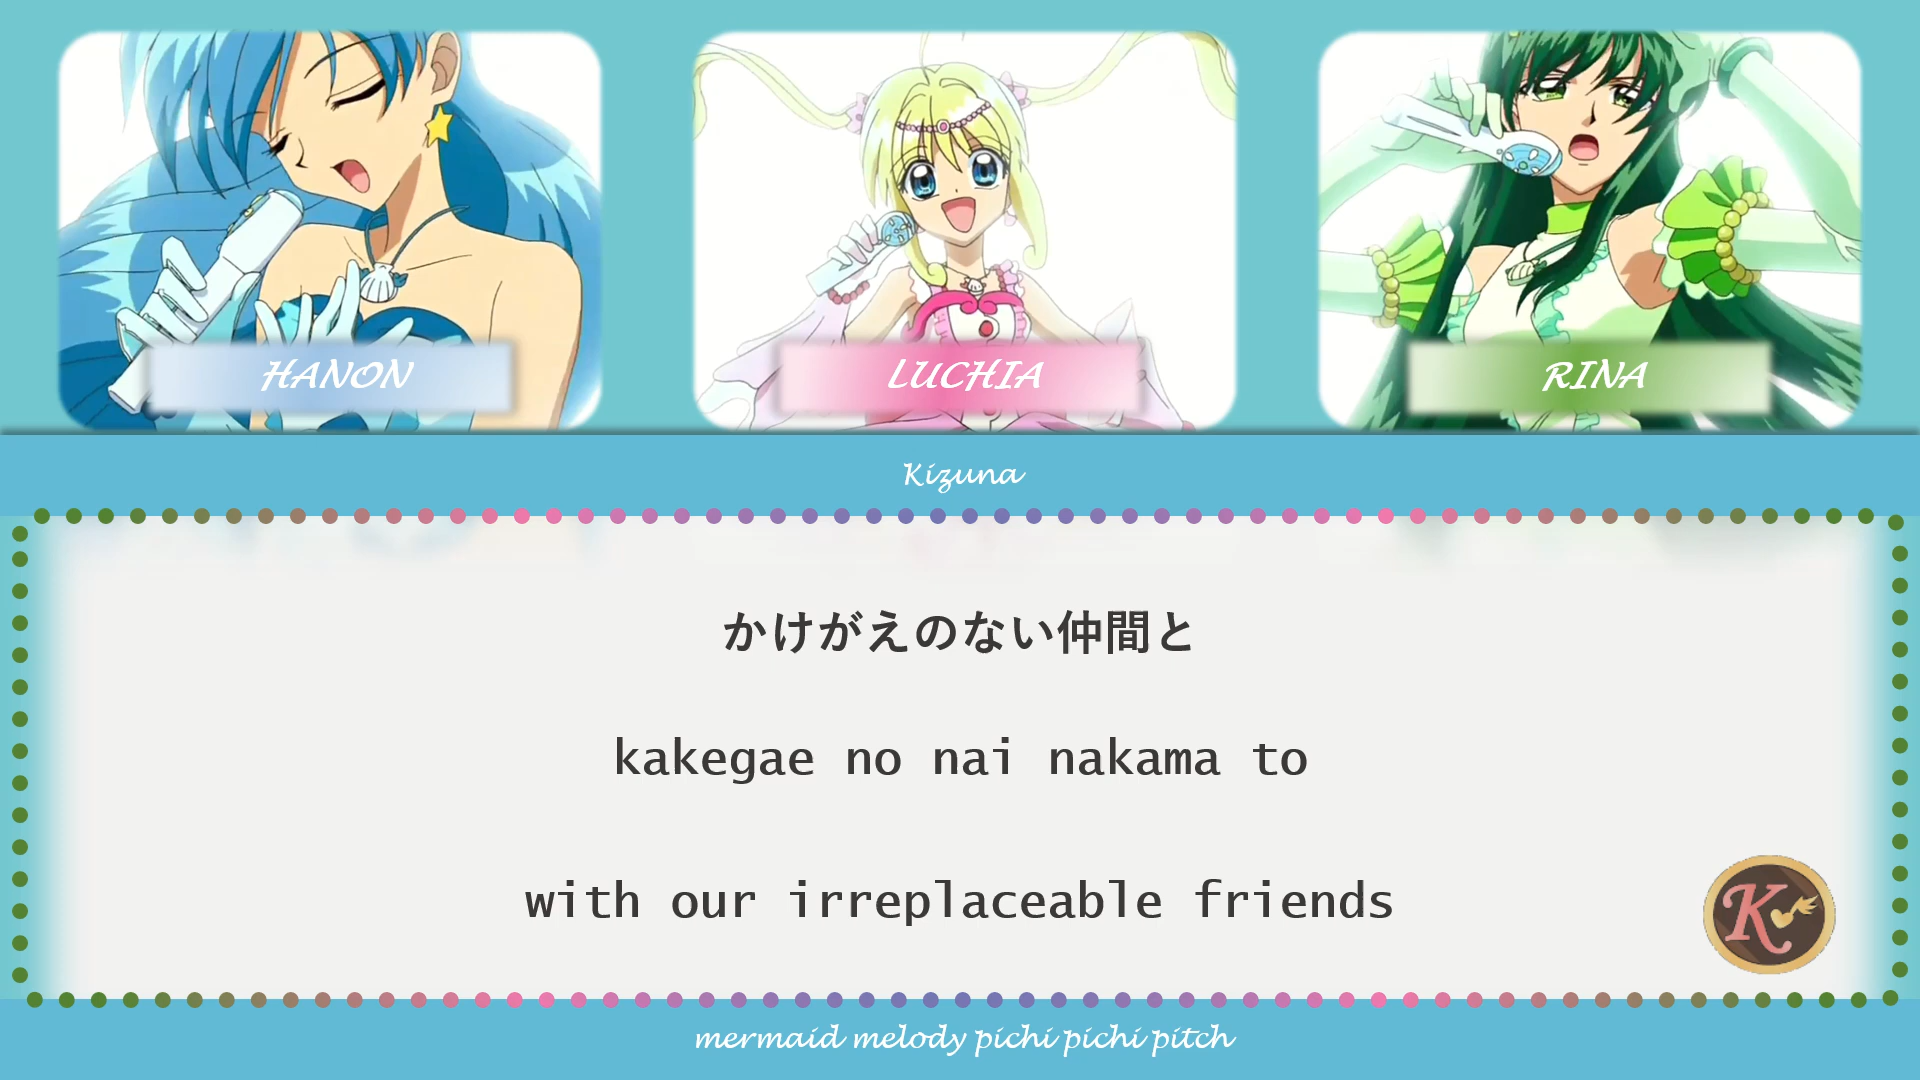 HANON
LUCHIA
RINA
Kizuna
かけがえのない仲間と
kakegae no nai nakama to
with our irreplaceable friends
K
mermaid melody pichi pichi pitch